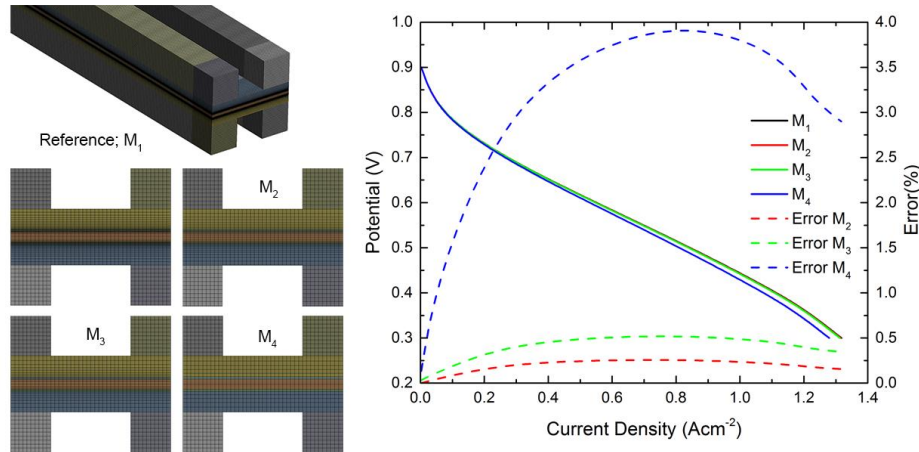 Reference; M1
M2
M3
M4
Potential (V)
1.0
0.9
0.8
0.7
0.6
0.5
0.4
0.3
0.2
0.0
0.2
0.4
0.6
0.8
1.0
1.2
1.4
Current Density (Acm-2)
4.0
3.5
3.0
2.5
2.0
1.5
1.0
0.5
0.0
Error(%)
M1
M2
M3
M4
Error M2
Error M3
Error M4